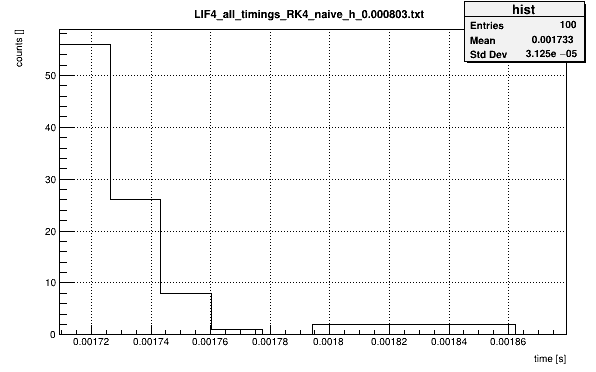 LIF4_all_timings_RK4_naive_h_0.000803.txt
hist
Entries 100
Mean 0.001733
Std Dev 3.125e −05
counts []
50
40
30
20
10
0
0.00172 0.00174 0.00176 0.00178 0.0018 0.00182 0.00184 0.00186
time [s]